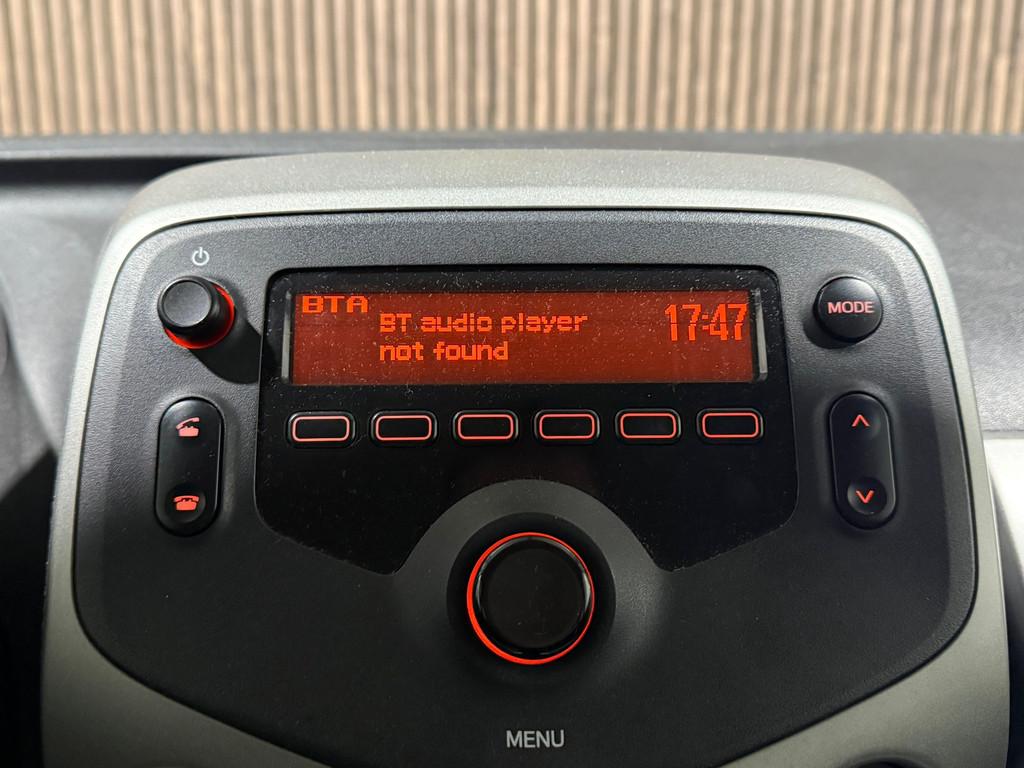 BTA
BT audio player
not found
17:47
MODE
MENU